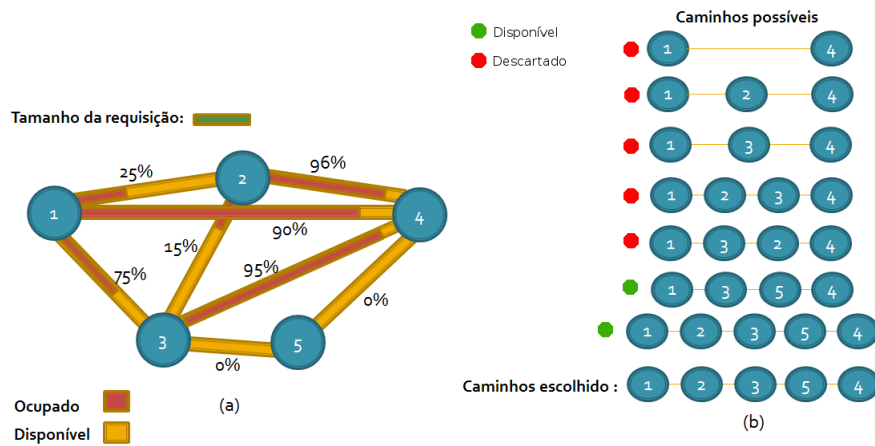 Caminhos possíveis
Disponível
Descartado
1 4
1 2 4
1 3 4
1 2 3 4
1 3 2 4
1 3 5 4
1 2 3 5 4
Caminhos escolhido : 1 2 3 5 4
(b)
Tamanho da requisição:
25%
96%
2
1
4
90%
15%
95%
75%
0%
3
5
0%
Ocupado
(a)
Disponível